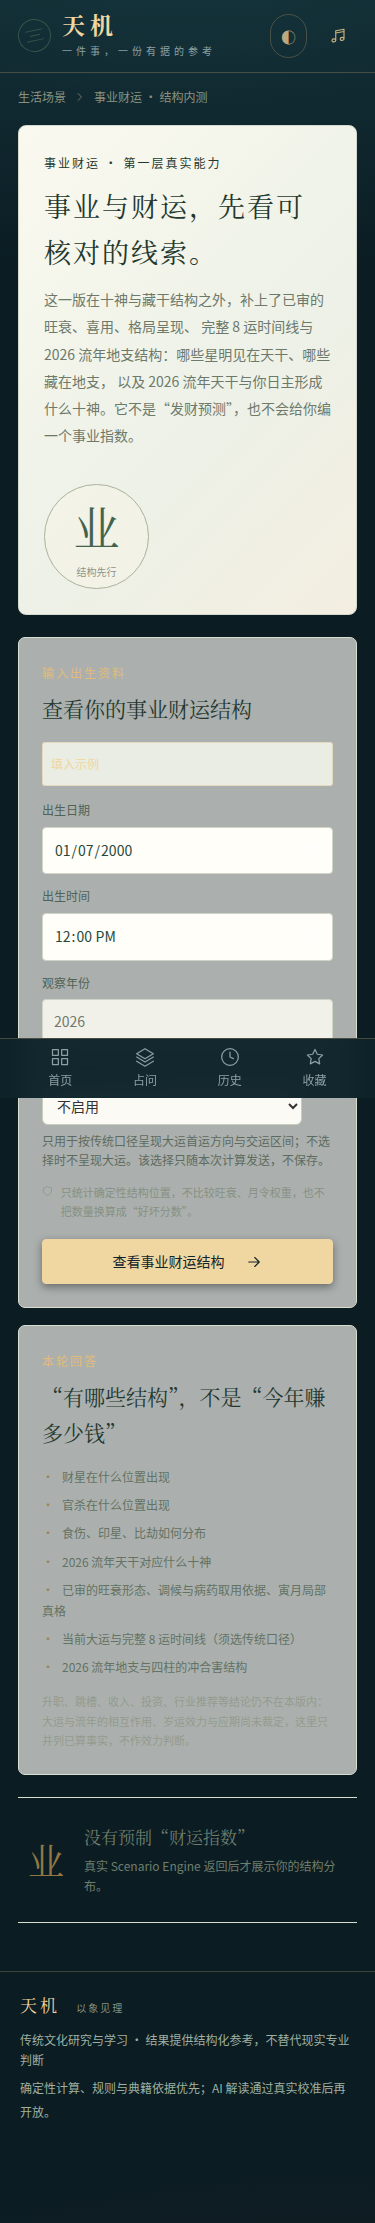 天机
一件事，一份有据的参考
生活场景 > 事业财运 · 结构内测
事业财运 · 第一层真实能力
事业与财运，先看可
核对的线索。
这一版在十神与藏干结构之外，补上了已审的
旺衰、喜用、格局呈现、 完整 8 运时间线与
2026 流年地支结构：哪些星明见在天干、哪些
藏在地支， 以及 2026 流年天干与你日主形成
什么十神。它不是“发财预测”，也不会给你编
一个事业指数。
业
结构先行
输入出生资料
查看你的事业财运结构
填入示例
出生日期
01/07/2000
出生时间
12:00 PM
观察年份
2026
首页 占问 历史 收藏
不启用
只用于按传统口径呈现大运首运方向与交运区间；不选
择时不呈现大运。该选择只随本次计算发送，不保存。
只统计确定性结构位置，不比较旺衰、月令权重，也不
把数量换算成“好坏分数”。
查看事业财运结构 →
本轮回答
“有哪些结构”，不是“今年赚
多少钱”
· 财星在什么位置出现
· 官杀在什么位置出现
· 食伤、印星、比劫如何分布
· 2026 流年天干对应什么十神
· 已审的旺衰形态、调候与病药取用依据、寅月局部
真格
· 当前大运与完整 8 运时间线（须选传统口径）
· 2026 流年地支与四柱的冲合害结构
升职、跳槽、收入、投资、行业推荐等结论仍不在本版内：
大运与流年的相互作用、岁运效力与应期尚未裁定，这里只
并列已算事实，不作效力判断。
业
没有预制“财运指数”
真实 Scenario Engine 返回后才展示你的结构分
布。
天机 以象见理
传统文化研究与学习 · 结果提供结构化参考，不替代现实专业
判断
确定性计算、规则与典籍依据优先；AI 解读通过真实校准后再
开放。